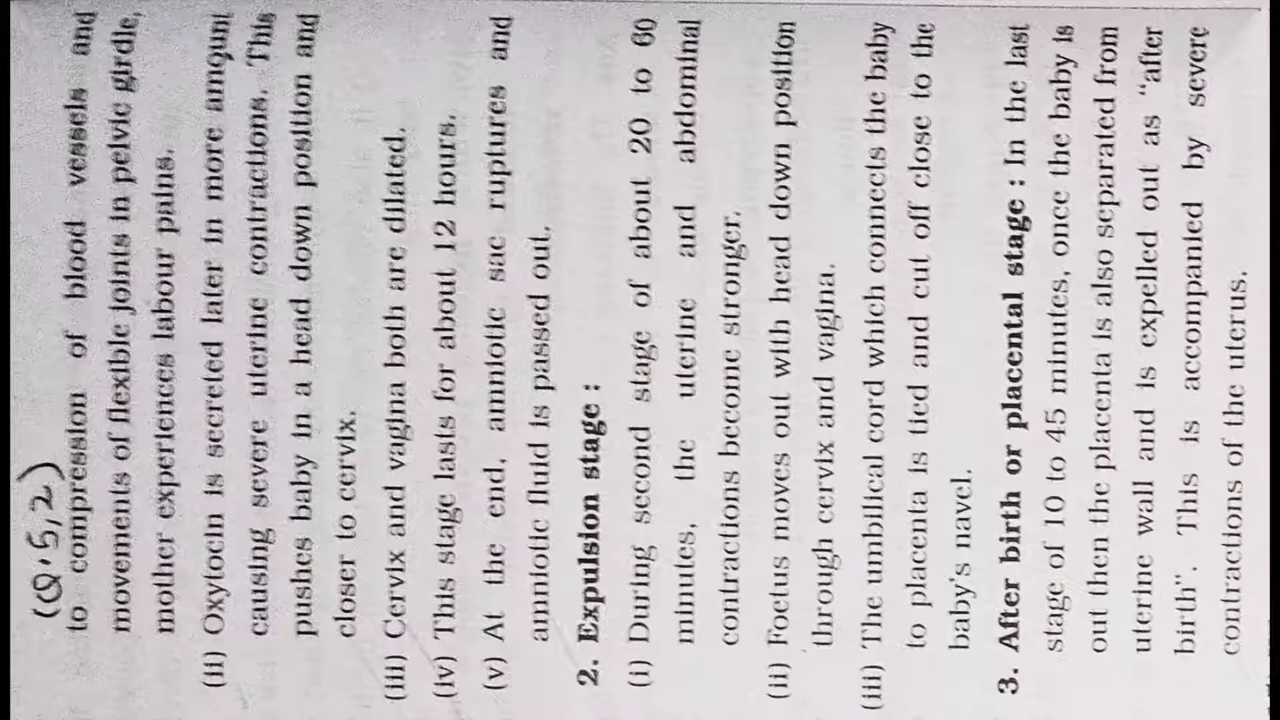 (Q.5,2)
to compression of blood vessels and
movements of flexible joints in pelvic girdle,
mother experiences labour pains.
(ii) Oxytocin is secreted later in more amount
causing severe uterine contractions. This
pushes baby in a head down position and
closer to cervix.
(iii) Cervix and vagina both are dilated.
(iv) This stage lasts for about 12 hours.
(v) At the end, amniotic sac ruptures and
amniotic fluid is passed out.
2. Expulsion stage :
(i) During second stage of about 20 to 60
minutes, the uterine and abdominal
contractions become stronger.
(ii) Foetus moves out with head down position
through cervix and vagina.
(iii) The umbilical cord which connects the baby
to placenta is tied and cut off close to the
baby's navel.
3. After birth or placental stage : In the last
stage of 10 to 45 minutes, once the baby is
out then the placenta is also separated from
uterine wall and is expelled out as "after
birth". This is accompanied by severe
contractions of the uterus.